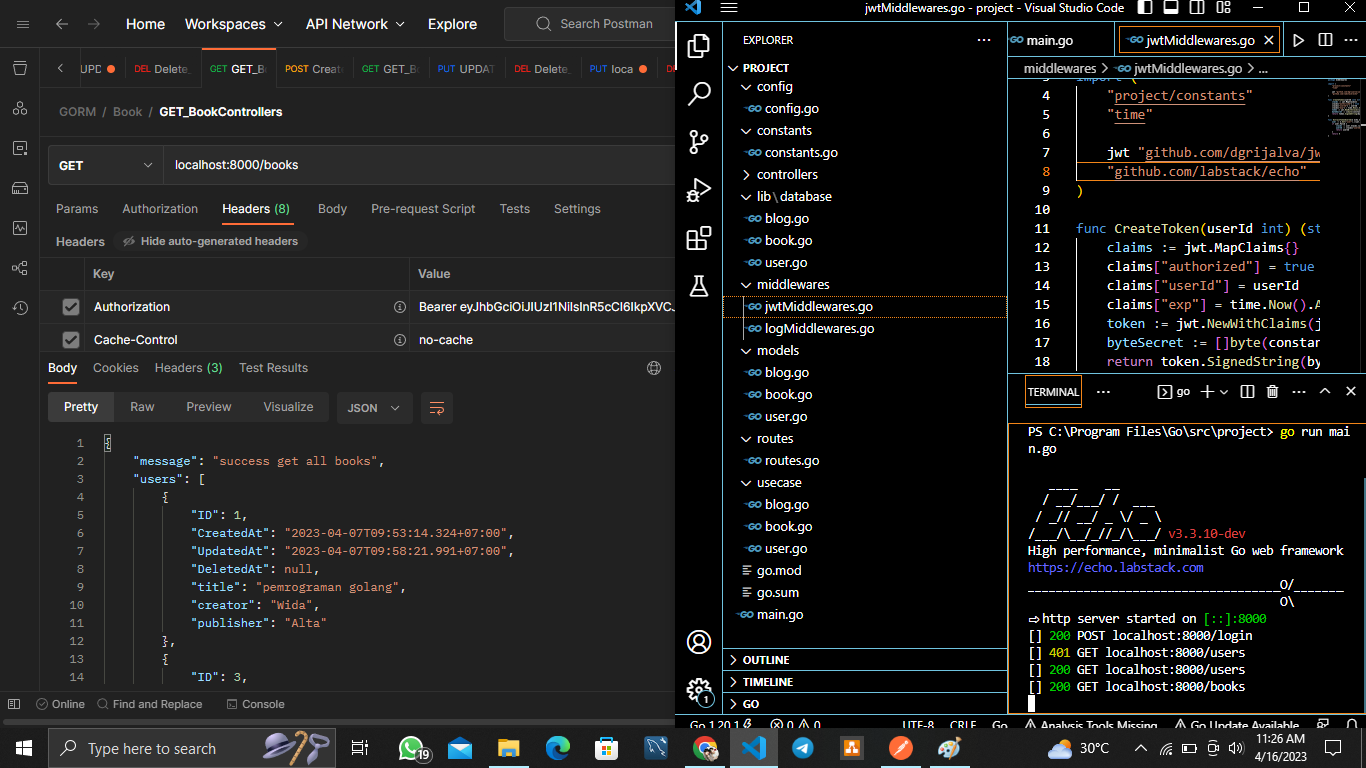 Home Workspaces API Network Explore Search Postman
UPD DEL Delete_ GET GET_B POST Creat GET GET_B PUT UPDAT DEL Delete_ PUT loca
GORM / Book / GET_BookControllers
GET localhost:8000/books
Params Authorization Headers (8) Body Pre-request Script Tests Settings
Headers Hide auto-generated headers
Key Value
Authorization Bearer eyJhbGciOiJIUzI1NiIsInR5cCI6IkpXVCJ
Cache-Control no-cache
Body Cookies Headers (3) Test Results
Pretty Raw Preview Visualize JSON
1 {
2 "message": "success get all books",
3 "users": [
4 {
5 "ID": 1,
6 "CreatedAt": "2023-04-07T09:53:14.324+07:00",
7 "UpdatedAt": "2023-04-07T09:58:21.991+07:00",
8 "DeletedAt": null,
9 "title": "pemrograman golang",
10 "creator": "Wida",
11 "publisher": "Alta"
12 },
13 {
14 "ID": 3,
Online Find and Replace Console
jwtMiddlewares.go - project - Visual Studio Code
EXPLORER
PROJECT
config
config.go
constants
constants.go
controllers
lib\database
blog.go
book.go
user.go
middlewares
jwtMiddlewares.go
logMiddlewares.go
models
blog.go
book.go
user.go
routes
routes.go
usecase
blog.go
book.go
user.go
go.mod
go.sum
main.go
OUTLINE
TIMELINE
GO
1
main.go jwtMiddlewares.go
middlewares > jwtMiddlewares.go > ...
3 import (
4 "project/constants"
5 "time"
6
7 jwt "github.com/dgrijalva/jw
8 "github.com/labstack/echo"
9 )
10
11 func CreateToken(userId int) (st
12 claims := jwt.MapClaims{}
13 claims["authorized"] = true
14 claims["userId"] = userId
15 claims["exp"] = time.Now().A
16 token := jwt.NewWithClaims(j
17 byteSecret := []byte(constan
18 return token.SignedString(by
TERMINAL ... go
PS C:\Program Files\Go\src\project> go run mai
n.go
v3.3.10-dev
High performance, minimalist Go web framework
https://echo.labstack.com
____________________________________O/_______
O\
⇨ http server started on [::]:8000
[] 200 POST localhost:8000/login
[] 401 GET localhost:8000/users
[] 200 GET localhost:8000/users
[] 200 GET localhost:8000/books
Go 1.20.1 0 0 UTF-8 CRLF Go Analysis Tools Missing Go Update Available
Type here to search 19 30°C 11:26 AM
4/16/2023